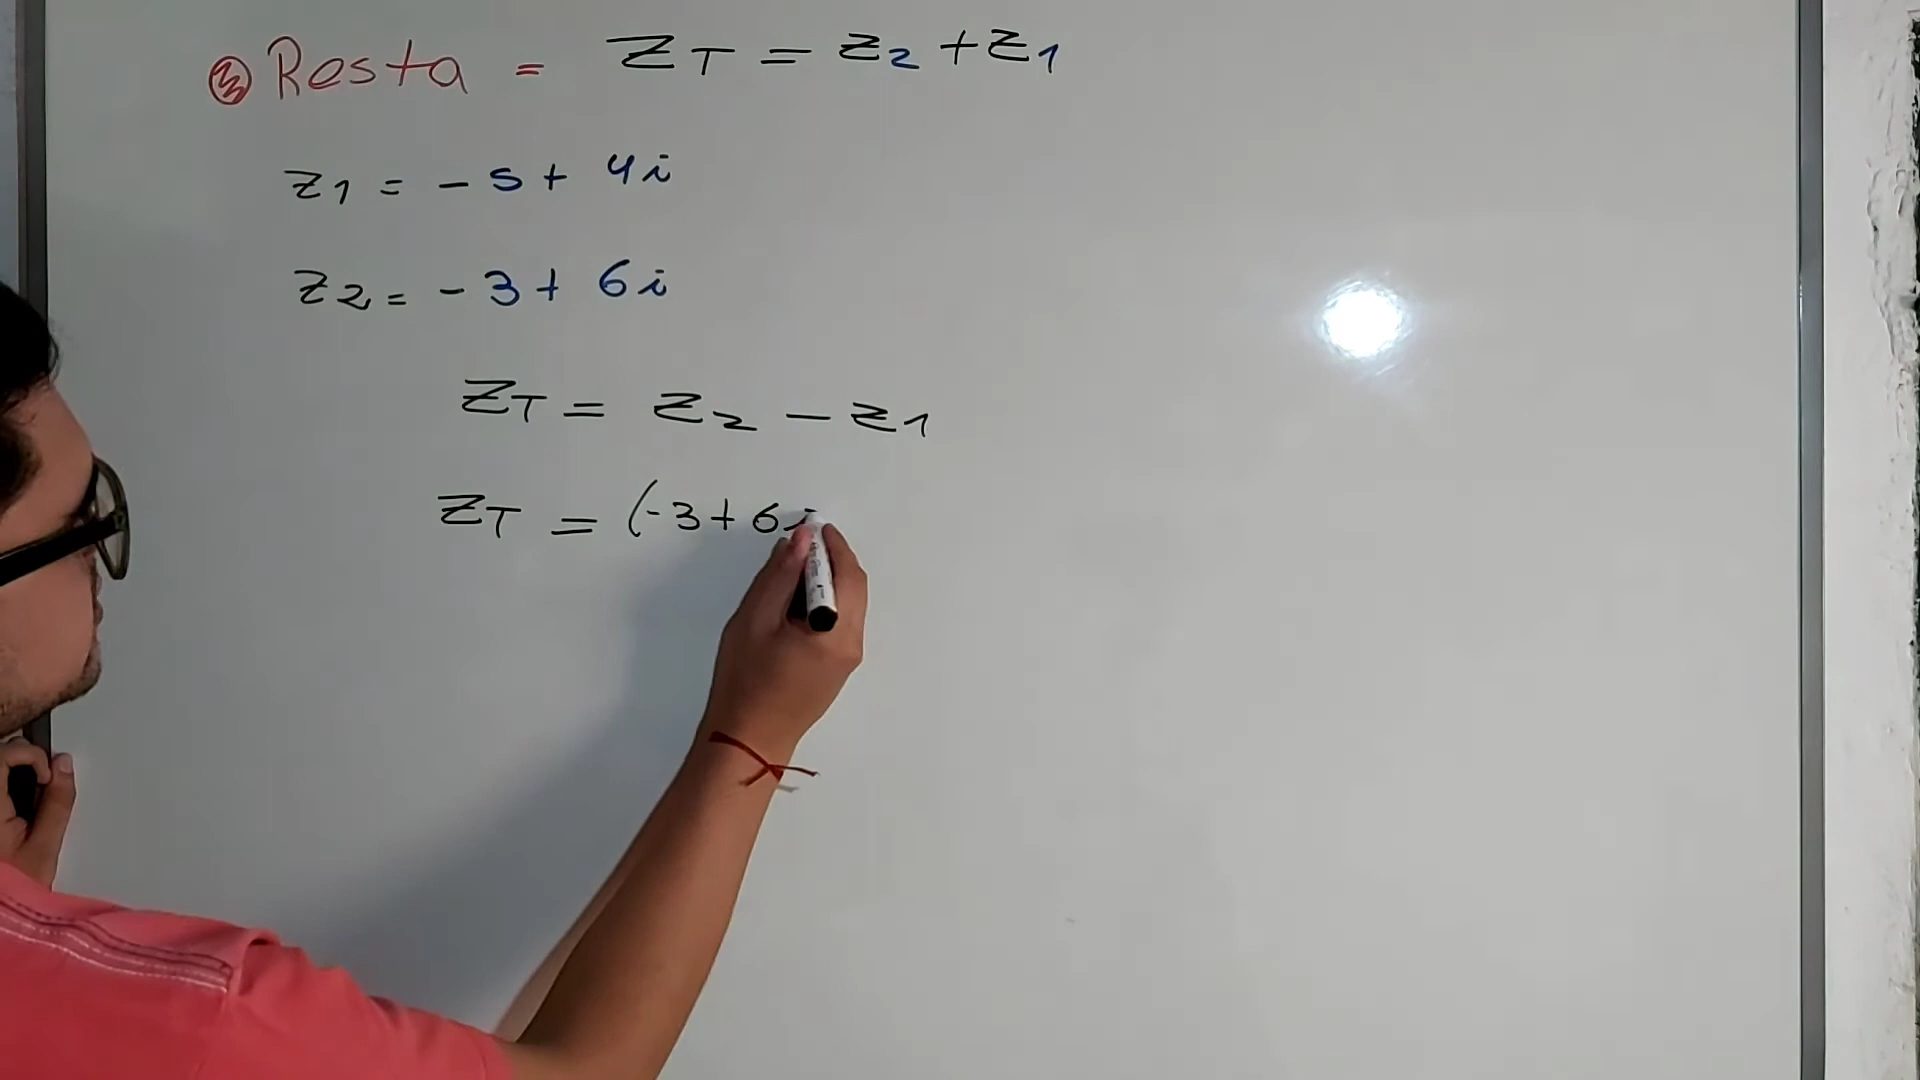 ③ Resta = ZT = Z2 + Z1
Z1 = - 5 + 4i
Z2 = - 3 + 6i
ZT = Z2 - Z1
ZT = (-3 + 6i